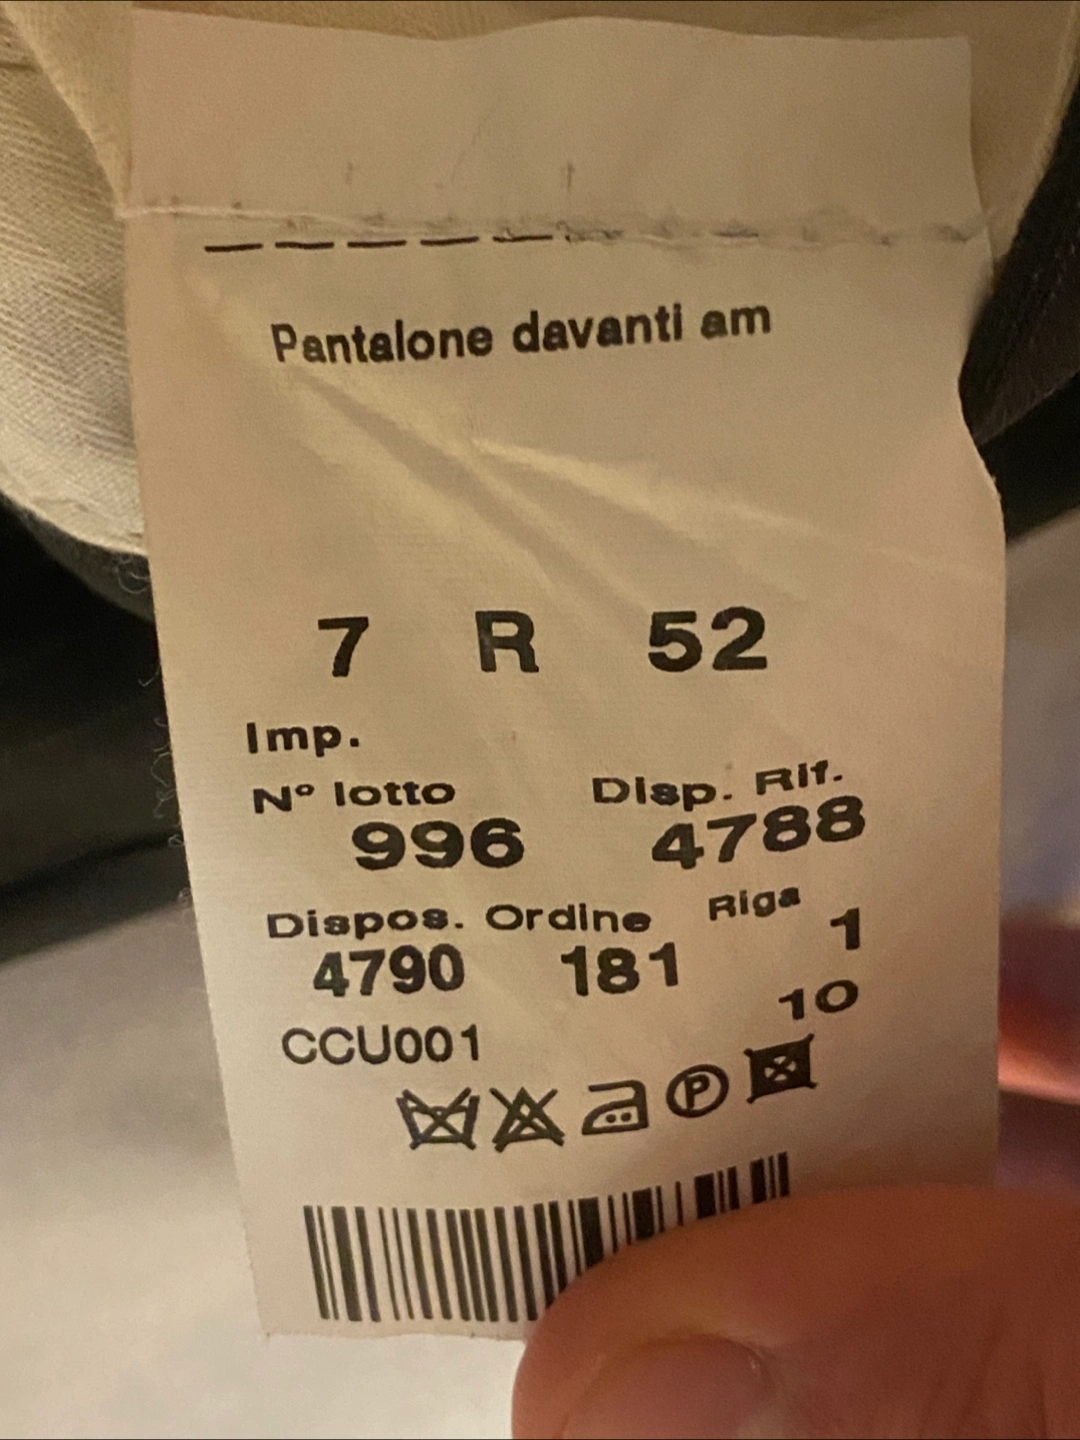 Pantalone davanti am
7 R 52
Imp.
Nº lotto Disp. Rif.
996 4788
Dispos. Ordine Riga
4790 181 1
CCU001 10
P